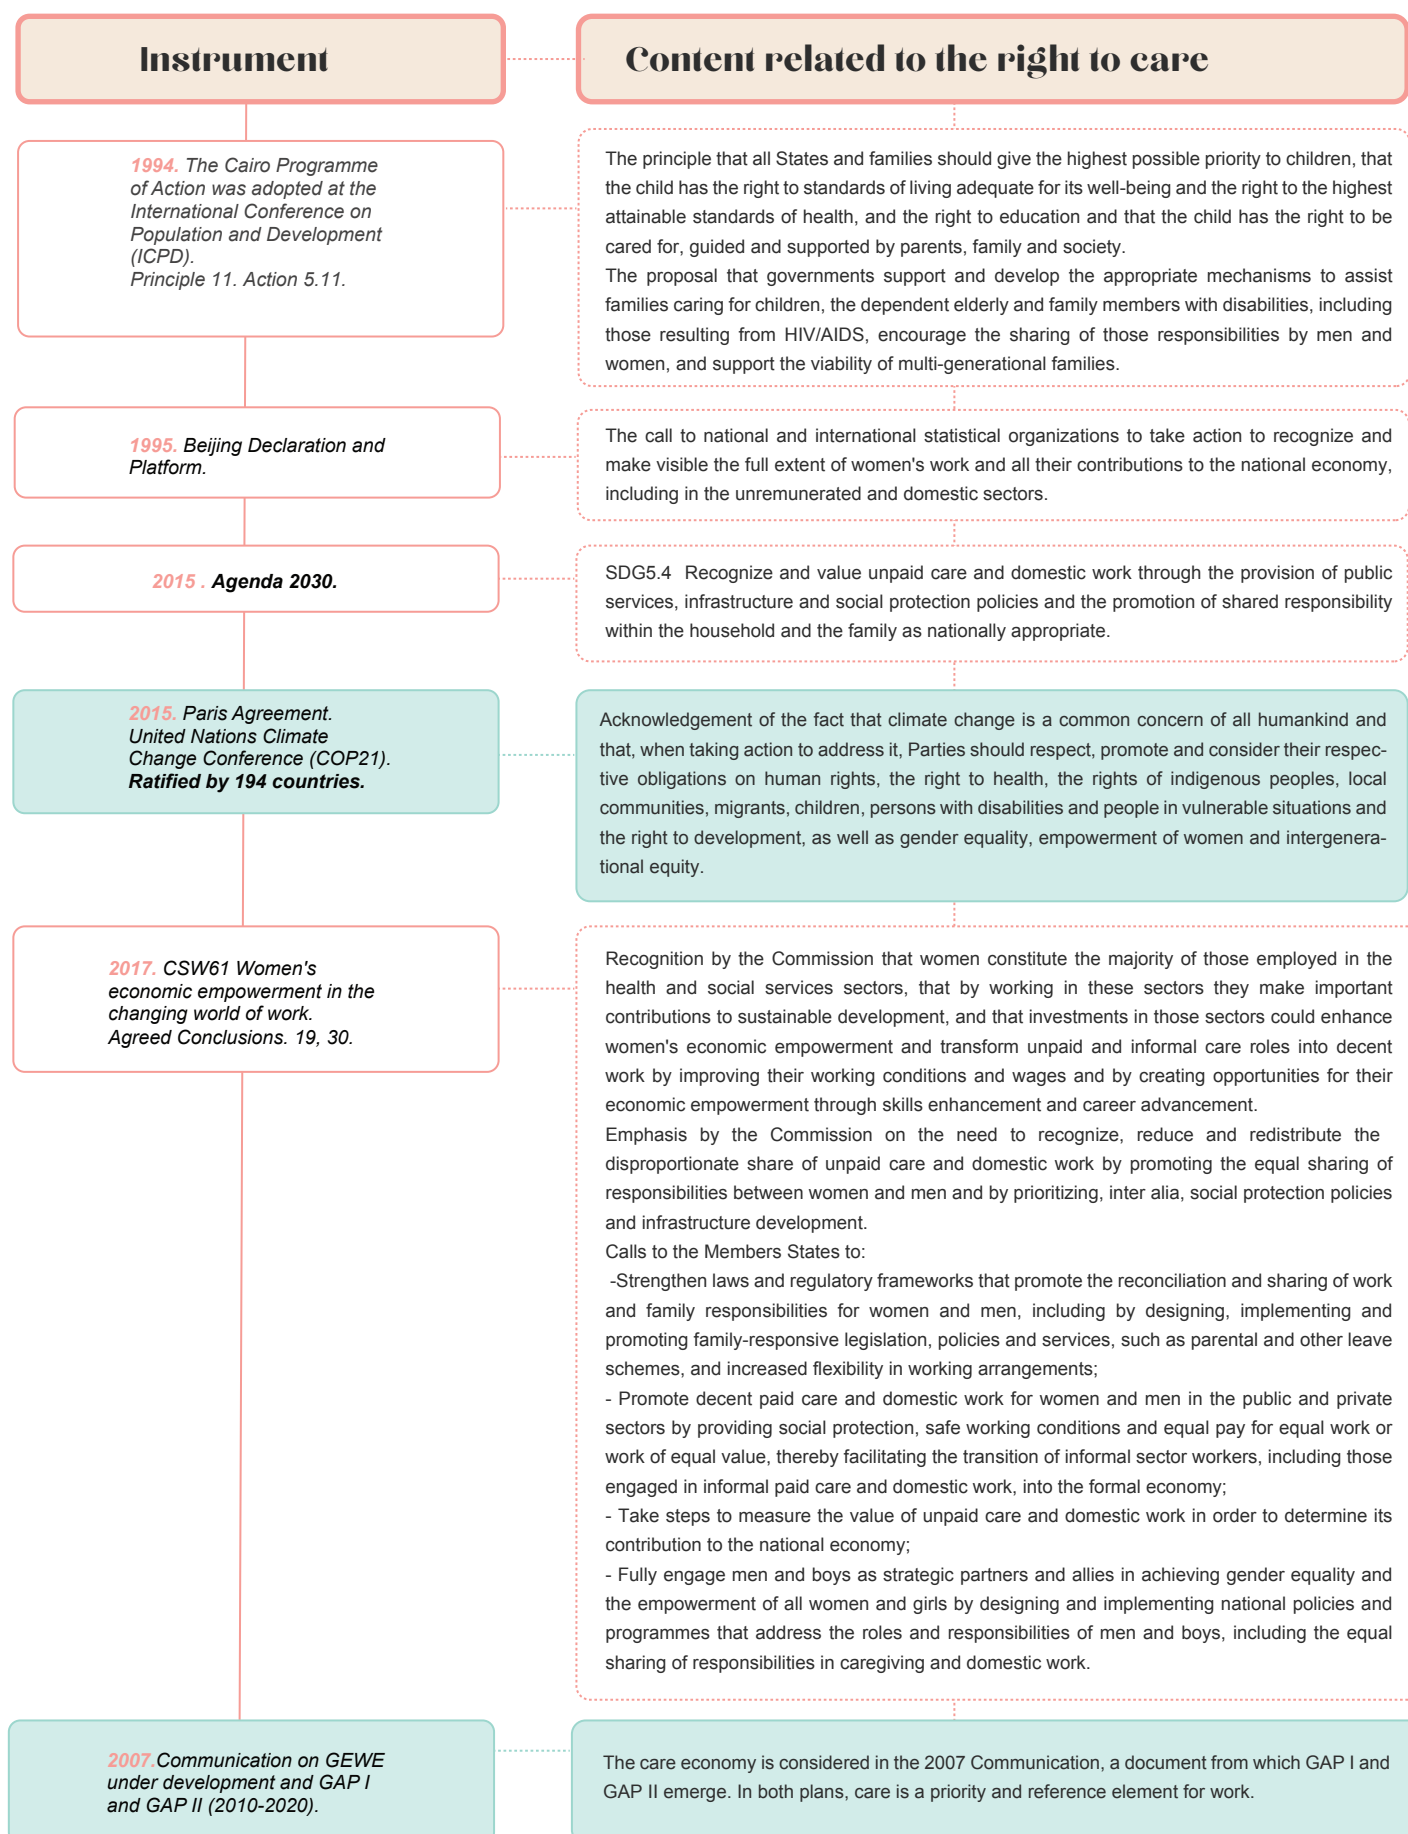 Instrument
Content related to the right to care
1994. The Cairo Programme
of Action was adopted at the
International Conference on
Population and Development
(ICPD).
Principle 11. Action 5.11.
The principle that all States and families should give the highest possible priority to children, that
the child has the right to standards of living adequate for its well-being and the right to the highest
attainable standards of health, and the right to education and that the child has the right to be
cared for, guided and supported by parents, family and society.
The proposal that governments support and develop the appropriate mechanisms to assist
families caring for children, the dependent elderly and family members with disabilities, including
those resulting from HIV/AIDS, encourage the sharing of those responsibilities by men and
women, and support the viability of multi-generational families.
1995. Beijing Declaration and
Platform.
The call to national and international statistical organizations to take action to recognize and
make visible the full extent of women's work and all their contributions to the national economy,
including in the unremunerated and domestic sectors.
2015 . Agenda 2030.
SDG5.4 Recognize and value unpaid care and domestic work through the provision of public
services, infrastructure and social protection policies and the promotion of shared responsibility
within the household and the family as nationally appropriate.
2015. Paris Agreement.
United Nations Climate
Change Conference (COP21).
Ratified by 194 countries.
Acknowledgement of the fact that climate change is a common concern of all humankind and
that, when taking action to address it, Parties should respect, promote and consider their respec-
tive obligations on human rights, the right to health, the rights of indigenous peoples, local
communities, migrants, children, persons with disabilities and people in vulnerable situations and
the right to development, as well as gender equality, empowerment of women and intergenera-
tional equity.
2017. CSW61 Women's
economic empowerment in the
changing world of work.
Agreed Conclusions. 19, 30.
Recognition by the Commission that women constitute the majority of those employed in the
health and social services sectors, that by working in these sectors they make important
contributions to sustainable development, and that investments in those sectors could enhance
women's economic empowerment and transform unpaid and informal care roles into decent
work by improving their working conditions and wages and by creating opportunities for their
economic empowerment through skills enhancement and career advancement.
Emphasis by the Commission on the need to recognize, reduce and redistribute the
disproportionate share of unpaid care and domestic work by promoting the equal sharing of
responsibilities between women and men and by prioritizing, inter alia, social protection policies
and infrastructure development.
Calls to the Members States to:
-Strengthen laws and regulatory frameworks that promote the reconciliation and sharing of work
and family responsibilities for women and men, including by designing, implementing and
promoting family-responsive legislation, policies and services, such as parental and other leave
schemes, and increased flexibility in working arrangements;
- Promote decent paid care and domestic work for women and men in the public and private
sectors by providing social protection, safe working conditions and equal pay for equal work or
work of equal value, thereby facilitating the transition of informal sector workers, including those
engaged in informal paid care and domestic work, into the formal economy;
- Take steps to measure the value of unpaid care and domestic work in order to determine its
contribution to the national economy;
- Fully engage men and boys as strategic partners and allies in achieving gender equality and
the empowerment of all women and girls by designing and implementing national policies and
programmes that address the roles and responsibilities of men and boys, including the equal
sharing of responsibilities in caregiving and domestic work.
2007.Communication on GEWE
under development and GAP I
and GAP II (2010-2020).
The care economy is considered in the 2007 Communication, a document from which GAP I and
GAP II emerge. In both plans, care is a priority and reference element for work.